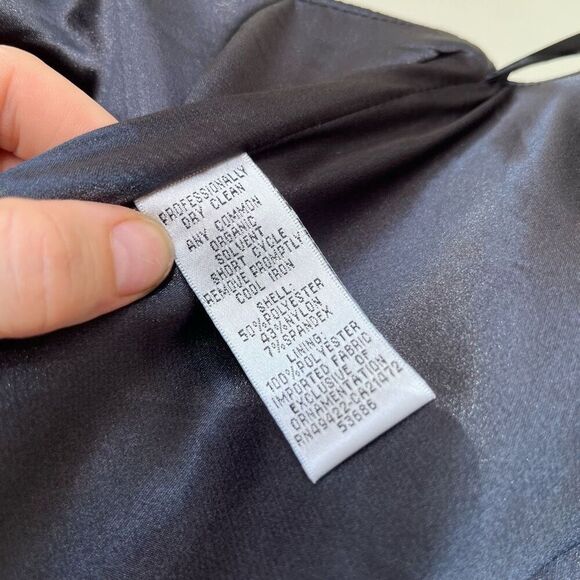 PROFESSIONALLY
DRY CLEAN
ANY COMMON
ORGANIC
SOLVENT
SHORT CYCLE
REMOVE PROMPTLY
COOL IRON
SHELL:
50%POLYESTER
43%NYLON
7%SPANDEX
LINING:
100%POLYESTER
IMPORTED FABRIC
EXCLUSIVE OF
ORNAMENTATION
RN49422-CA21472
53686